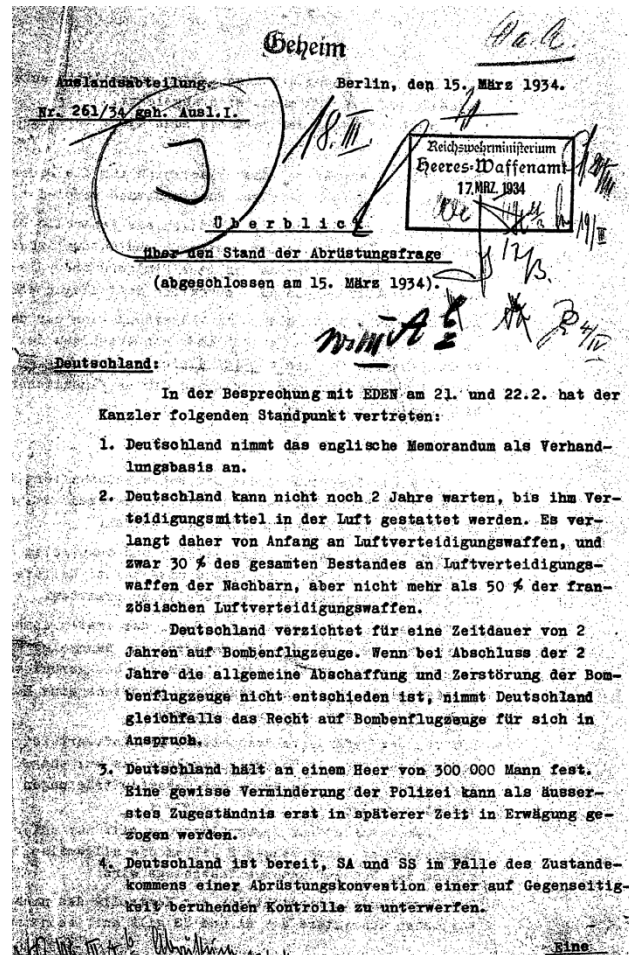 Geheim
Auslandsabteilung.
Berlin, den 15. März 1934.
Nr. 261/34 geh. Ausl.I.
18. III
Reichswehrministerium
Heeres-Waffenamt
17. MRZ. 1934
Überblick
über den Stand der Abrüstungsfrage
(abgeschlossen am 15. März 1934).
Deutschland:
In der Besprechung mit EDEN am 21. und 22.2. hat der
Kanzler folgenden Standpunkt vertreten:
1. Deutschland nimmt das englische Memorandum als Verhand-
lungsbasis an.
2. Deutschland kann nicht noch 2 Jahre warten, bis ihm Ver-
teidigungsmittel in der Luft gestattet werden. Es ver-
langt daher von Anfang an Luftverteidigungswaffen, und
zwar 30 % des gesamten Bestandes an Luftverteidigungs-
waffen der Nachbarn, aber nicht mehr als 50 % der fran-
zösischen Luftverteidigungswaffen.
Deutschland verzichtet für eine Zeitdauer von 2
Jahren auf Bombenflugzeuge. Wenn bei Abschluss der 2
Jahre die allgemeine Abschaffung und Zerstörung der Bom-
benflugzeuge nicht entschieden ist, nimmt Deutschland
gleichfalls das Recht auf Bombenflugzeuge für sich in
Anspruch.
3. Deutschland hält an einem Heer von 300 000 Mann fest.
Eine gewisse Verminderung der Polizei kann als äusser-
stes Zugeständnis erst in späterer Zeit in Erwägung ge-
zogen werden.
4. Deutschland ist bereit, SA und SS im Falle des Zustande-
kommens einer Abrüstungskonvention einer auf Gegenseitig-
keit beruhenden Kontrolle zu unterwerfen.
Eine